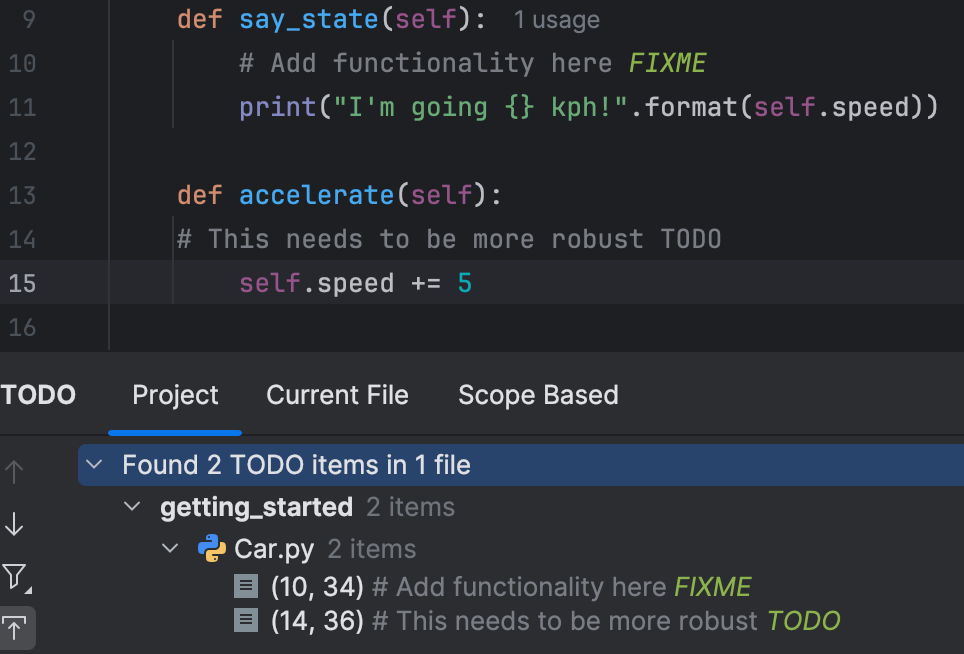 9 def say_state(self): 1 usage
10 # Add functionality here FIXME
11 print("I'm going {} kph!".format(self.speed))
12
13 def accelerate(self):
14 # This needs to be more robust TODO
15 self.speed += 5
16
TODO Project Current File Scope Based
Found 2 TODO items in 1 file
getting_started 2 items
Car.py 2 items
(10, 34) # Add functionality here FIXME
(14, 36) # This needs to be more robust TODO